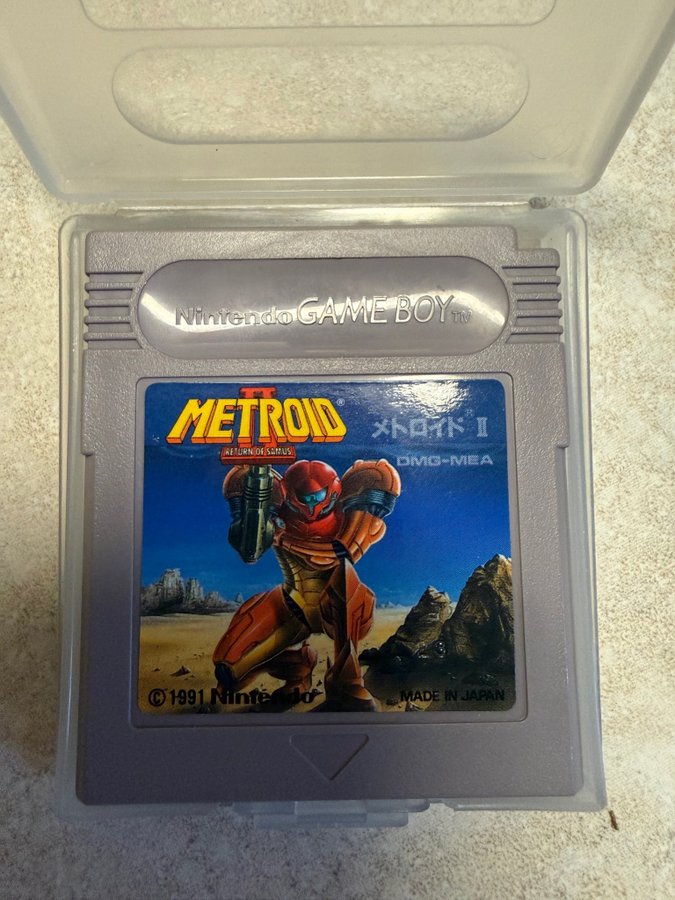 Nintendo GAME BOY TM
METROID II ®
RETURN OF SAMUS
メトロイド® II
DMG-MEA
© 1991 Nintendo
MADE IN JAPAN